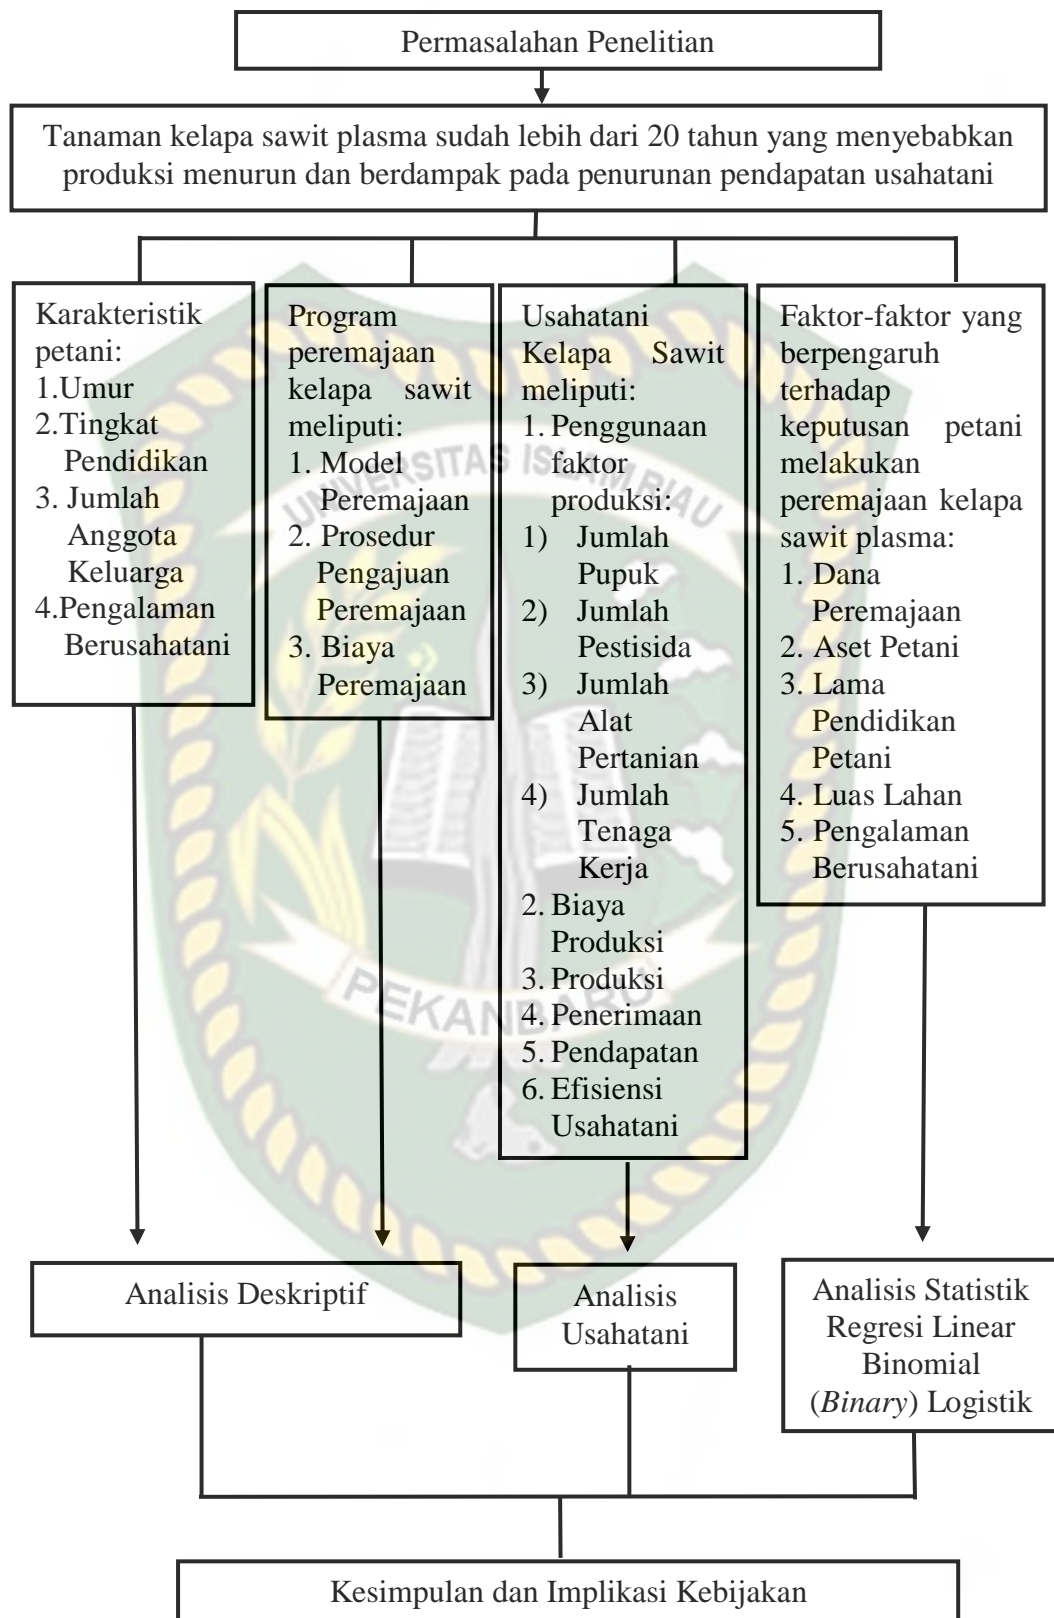 Permasalahan Penelitian
Tanaman kelapa sawit plasma sudah lebih dari 20 tahun yang menyebabkan
produksi menurun dan berdampak pada penurunan pendapatan usahatani
Karakteristik
petani:
1.Umur
2.Tingkat
Pendidikan
3. Jumlah
Anggota
Keluarga
4.Pengalaman
Berusahatani
Program
peremajaan
kelapa sawit
meliputi:
1. Model
Peremajaan
2. Prosedur
Pengajuan
Peremajaan
3. Biaya
Peremajaan
Usahatani
Kelapa Sawit
meliputi:
1. Penggunaan
faktor
produksi:
1) Jumlah
Pupuk
2) Jumlah
Pestisida
3) Jumlah
Alat
Pertanian
4) Jumlah
Tenaga
Kerja
2. Biaya
Produksi
3. Produksi
4. Penerimaan
5. Pendapatan
6. Efisiensi
Usahatani
Faktor-faktor yang
berpengaruh
terhadap
keputusan petani
melakukan
peremajaan kelapa
sawit plasma:
1. Dana
Peremajaan
2. Aset Petani
3. Lama
Pendidikan
Petani
4. Luas Lahan
5. Pengalaman
Berusahatani
UNIVERSITAS ISLAM RIAU
PEKANBARU
Analisis Deskriptif
Analisis
Usahatani
Analisis Statistik
Regresi Linear
Binomial
(Binary) Logistik
Kesimpulan dan Implikasi Kebijakan